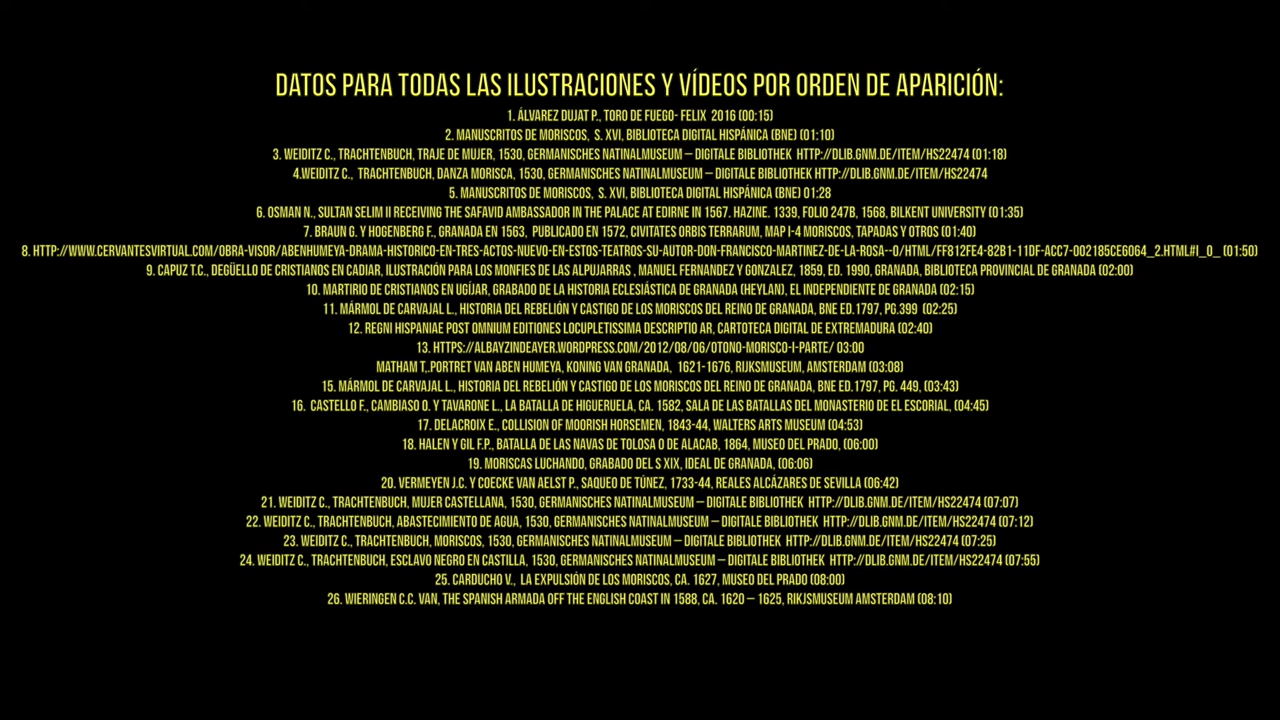 DATOS PARA TODAS LAS ILUSTRACIONES Y VÍDEOS POR ORDEN DE APARICIÓN:
1. ÁLVAREZ DUJAT P., TORO DE FUEGO- FELIX 2016 (00:15)
2. MANUSCRITOS DE MORISCOS, S. XVI, BIBLIOTECA DIGITAL HISPÁNICA (BNE) (01:10)
3. WEIDITZ C., TRACHTENBUCH, TRAJE DE MUJER, 1530, GERMANISCHES NATINALMUSEUM – DIGITALE BIBLIOTHEK HTTP://DLIB.GNM.DE/ITEM/HS22474 (01:18)
4.WEIDITZ C., TRACHTENBUCH, DANZA MORISCA, 1530, GERMANISCHES NATINALMUSEUM – DIGITALE BIBLIOTHEK HTTP://DLIB.GNM.DE/ITEM/HS22474
5. MANUSCRITOS DE MORISCOS, S. XVI, BIBLIOTECA DIGITAL HISPÁNICA (BNE) 01:28
6. OSMAN N., SULTAN SELIM II RECEIVING THE SAFAVID AMBASSADOR IN THE PALACE AT EDIRNE IN 1567. HAZINE. 1339, FOLIO 247B, 1568, BILKENT UNIVERSITY (01:35)
7. BRAUN G. Y HOGENBERG F., GRANADA EN 1563, PUBLICADO EN 1572, CIVITATES ORBIS TERRARUM, MAP I-4 MORISCOS, TAPADAS Y OTROS (01:40)
8. HTTP://WWW.CERVANTESVIRTUAL.COM/OBRA-VISOR/ABENHUMEYA-DRAMA-HISTORICO-EN-TRES-ACTOS-NUEVO-EN-ESTOS-TEATROS-SU-AUTOR-DON-FRANCISCO-MARTINEZ-DE-LA-ROSA--0/HTML/FF812FE4-82B1-11DF-ACC7-002185CE6064_2.HTML#I_0_ (01:50)
9. CAPUZ T.C., DEGÜELLO DE CRISTIANOS EN CADIAR, ILUSTRACIÓN PARA LOS MONFIES DE LAS ALPUJARRAS , MANUEL FERNANDEZ Y GONZALEZ, 1859, ED. 1990, GRANADA, BIBLIOTECA PROVINCIAL DE GRANADA (02:00)
10. MARTIRIO DE CRISTIANOS EN UGÍJAR, GRABADO DE LA HISTORIA ECLESIÁSTICA DE GRANADA (HEYLAN), EL INDEPENDIENTE DE GRANADA (02:15)
11. MÁRMOL DE CARVAJAL L., HISTORIA DEL REBELIÓN Y CASTIGO DE LOS MORISCOS DEL REINO DE GRANADA, BNE ED.1797, PG.399 (02:25)
12. REGNI HISPANIAE POST OMNIUM EDITIONES LOCUPLETISSIMA DESCRIPTIO AR, CARTOTECA DIGITAL DE EXTREMADURA (02:40)
13. HTTPS://ALBAYZINDEAYER.WORDPRESS.COM/2012/08/06/OTONO-MORISCO-I-PARTE/ 03:00
MATHAM T,.PORTRET VAN ABEN HUMEYA, KONING VAN GRANADA, 1621-1676, RIJKSMUSEUM, AMSTERDAM (03:08)
15. MÁRMOL DE CARVAJAL L., HISTORIA DEL REBELIÓN Y CASTIGO DE LOS MORISCOS DEL REINO DE GRANADA, BNE ED.1797, PG. 449, (03:43)
16. CASTELLO F., CAMBIASO O. Y TAVARONE L., LA BATALLA DE HIGUERUELA, CA. 1582, SALA DE LAS BATALLAS DEL MONASTERIO DE EL ESCORIAL, (04:45)
17. DELACROIX E., COLLISION OF MOORISH HORSEMEN, 1843-44, WALTERS ARTS MUSEUM (04:53)
18. HALEN Y GIL F.P., BATALLA DE LAS NAVAS DE TOLOSA O DE ALACAB, 1864, MUSEO DEL PRADO, (06:00)
19. MORISCAS LUCHANDO, GRABADO DEL S XIX, IDEAL DE GRANADA, (06:06)
20. VERMEYEN J.C. Y COECKE VAN AELST P., SAQUEO DE TÚNEZ, 1733-44, REALES ALCÁZARES DE SEVILLA (06:42)
21. WEIDITZ C., TRACHTENBUCH, MUJER CASTELLANA, 1530, GERMANISCHES NATINALMUSEUM – DIGITALE BIBLIOTHEK HTTP://DLIB.GNM.DE/ITEM/HS22474 (07:07)
22. WEIDITZ C., TRACHTENBUCH, ABASTECIMIENTO DE AGUA, 1530, GERMANISCHES NATINALMUSEUM – DIGITALE BIBLIOTHEK HTTP://DLIB.GNM.DE/ITEM/HS22474 (07:12)
23. WEIDITZ C., TRACHTENBUCH, MORISCOS, 1530, GERMANISCHES NATINALMUSEUM – DIGITALE BIBLIOTHEK HTTP://DLIB.GNM.DE/ITEM/HS22474 (07:25)
24. WEIDITZ C., TRACHTENBUCH, ESCLAVO NEGRO EN CASTILLA, 1530, GERMANISCHES NATINALMUSEUM – DIGITALE BIBLIOTHEK HTTP://DLIB.GNM.DE/ITEM/HS22474 (07:55)
25. CARDUCHO V., LA EXPULSIÓN DE LOS MORISCOS, CA. 1627, MUSEO DEL PRADO (08:00)
26. WIERINGEN C.C. VAN, THE SPANISH ARMADA OFF THE ENGLISH COAST IN 1588, CA. 1620 – 1625, RIKJSMUSEUM AMSTERDAM (08:10)